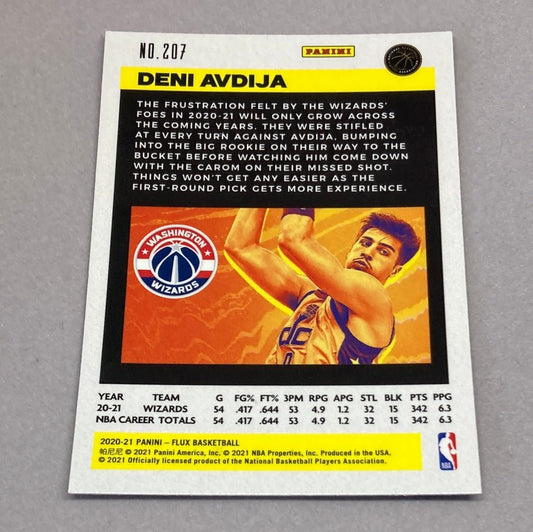 NO.207
PANINI
DENI AVDIJA
THE FRUSTRATION FELT BY THE WIZARDS'
FOES IN 2020-21 WILL ONLY GROW ACROSS
THE COMING YEARS. THEY WERE STIFLED
AT EVERY TURN AGAINST AVDIJA, BUMPING
INTO THE BIG ROOKIE ON THEIR WAY TO THE
BUCKET BEFORE WATCHING HIM COME DOWN
WITH THE CAROM ON THEIR MISSED SHOT.
THINGS WON'T GET ANY EASIER AS THE
FIRST-ROUND PICK GETS MORE EXPERIENCE.
WASHINGTON
WIZARDS
YEAR TEAM G FG% FT% 3PM RPG APG STL BLK PTS PPG
20-21 WIZARDS 54 .417 .644 53 4.9 1.2 32 15 342 6.3
NBA CAREER TOTALS 54 .417 .644 53 4.9 1.2 32 15 342 6.3
2020-21 PANINI – FLUX BASKETBALL
帕尼尼 © 2021 Panini America, Inc. © 2021 NBA Properties, Inc. Produced in the USA.
© 2021 Officially licensed product of the National Basketball Players Association.
NBA